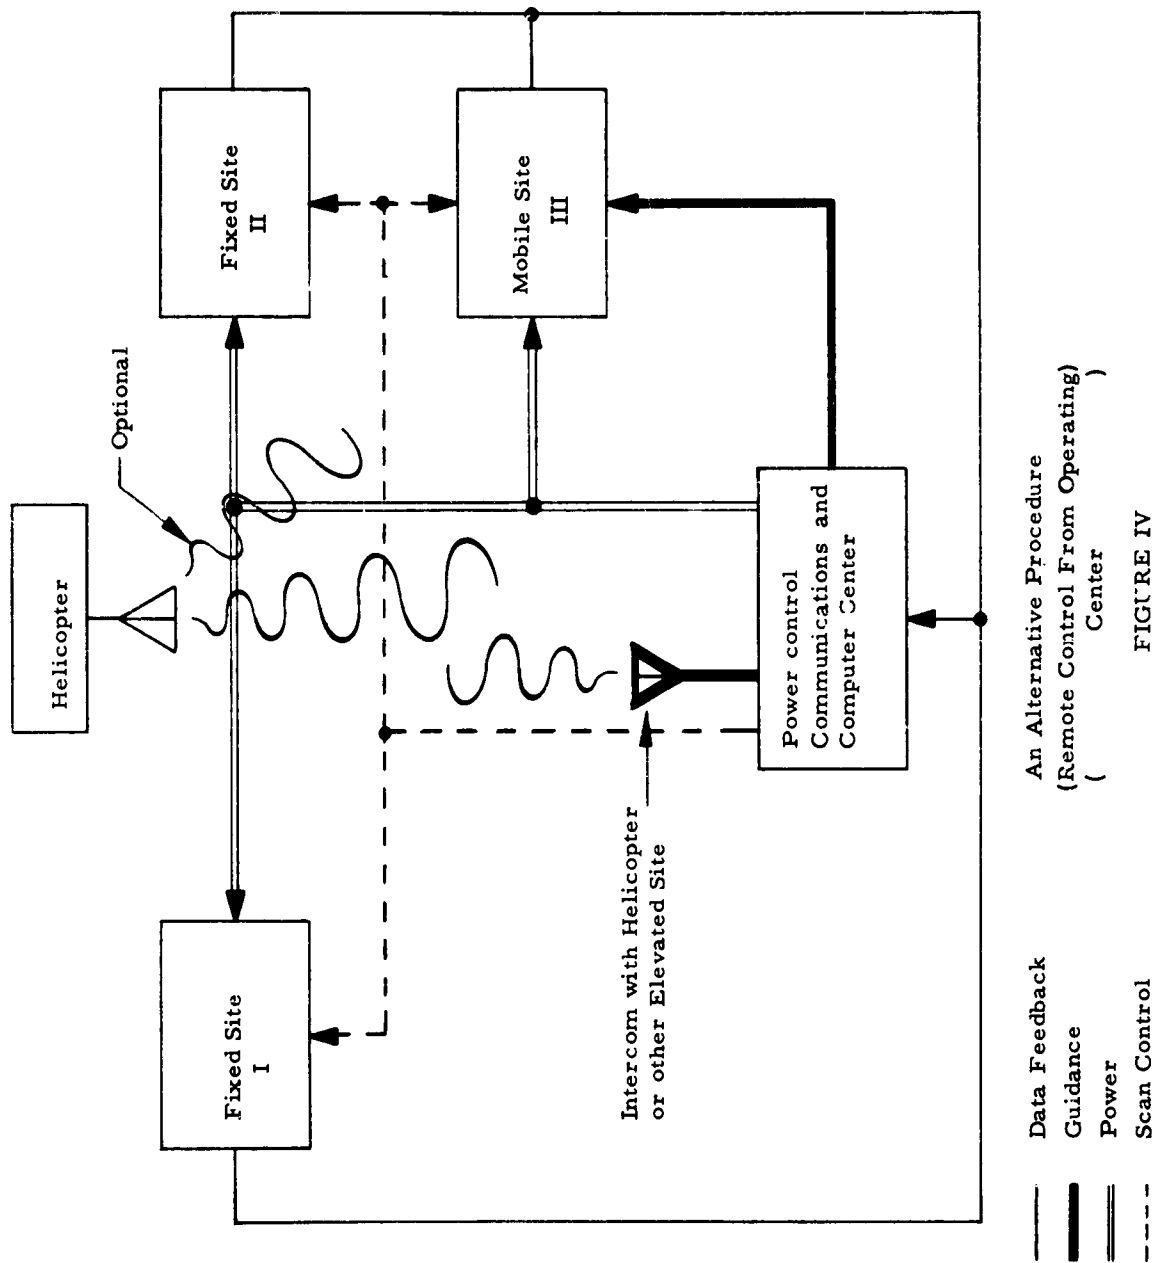 Helicopter
Optional
Fixed Site
I
Fixed Site
II
Mobile Site
III
Intercom with Helicopter
or other Elevated Site
Power control
Communications and
Computer Center
Data Feedback
Guidance
Power
Scan Control
An Alternative Procedure
(Remote Control From Operating)
( Center )
FIGURE IV